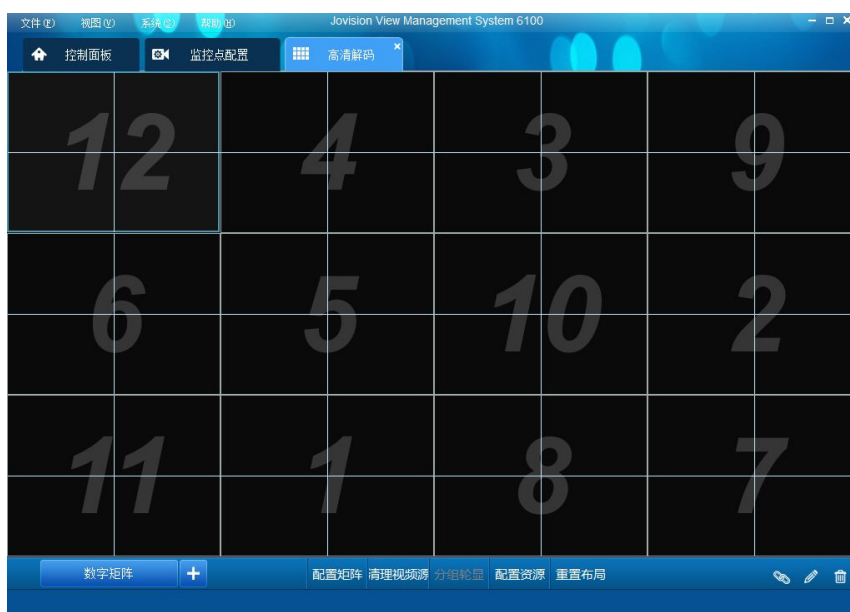 文件(F) 视图(V) 系统(S) 帮助(H) Jovision View Management System 6100
控制面板 监控点配置 高清解码
12 4 3 9
6 5 10 2
11 1 8 7
数字矩阵 + 配置矩阵 清理视频源 分组轮显 配置资源 重置布局